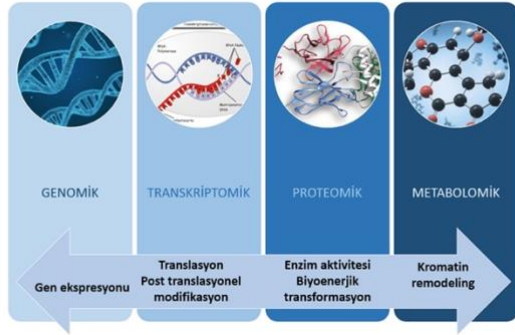 GENOMİK
TRANSKRİPTOMİK
PROTEOMİK
METABOLOMİK
Gen ekspresyonu
Translasyon
Post translasyonel
modifikasyon
Enzim aktivitesi
Biyoenerjik
transformasyon
Kromatin
remodeling